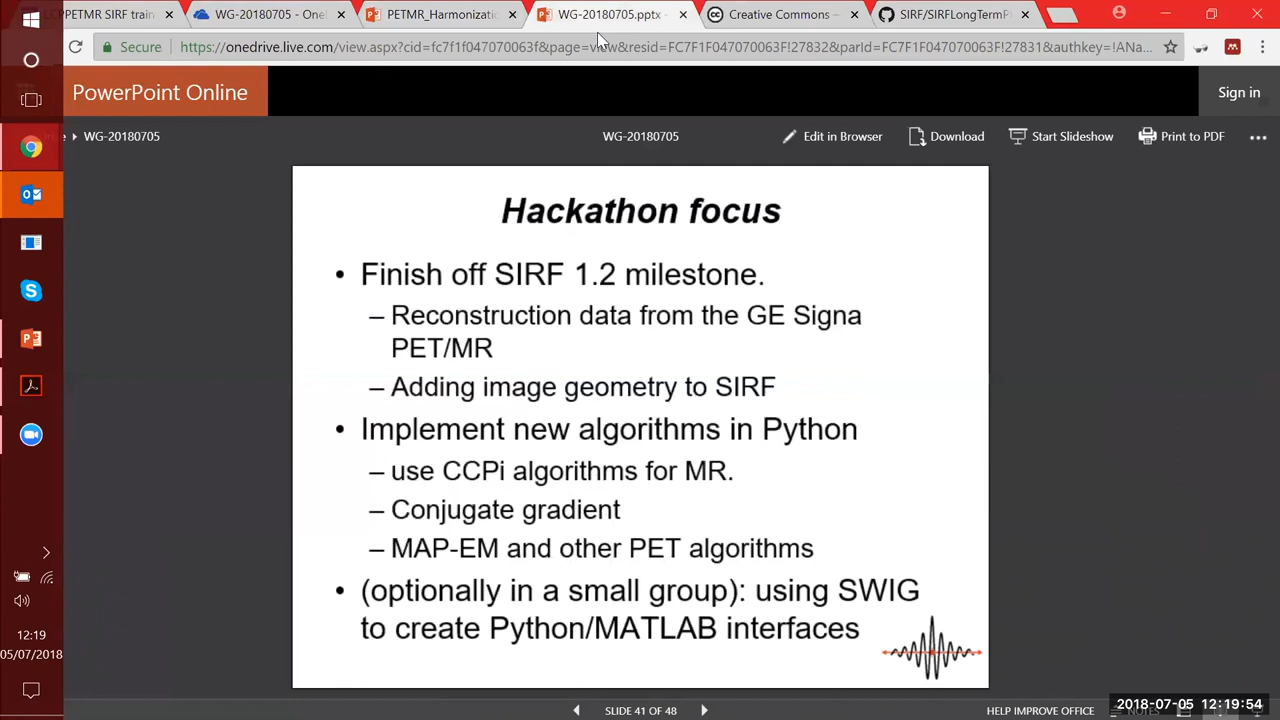 CPPETMR SIRF train
WG-20180705 - OneD
PETMR_Harmonizatio
WG-20180705.pptx -
Creative Commons —
SIRF/SIRFLongTermPl
Secure
https://onedrive.live.com/view.aspx?cid=fc7f1f047070063f&page=view&resid=FC7F1F047070063F!27832&parId=FC7F1F047070063F!27831&authkey=!ANa...
PowerPoint Online
Sign in
WG-20180705
WG-20180705
Edit in Browser
Download
Start Slideshow
Print to PDF
Hackathon focus
• Finish off SIRF 1.2 milestone.
– Reconstruction data from the GE Signa
PET/MR
– Adding image geometry to SIRF
• Implement new algorithms in Python
– use CCPi algorithms for MR.
– Conjugate gradient
– MAP-EM and other PET algorithms
• (optionally in a small group): using SWIG
to create Python/MATLAB interfaces
12:19
05/07/2018
SLIDE 41 OF 48
HELP IMPROVE OFFICE
NOTES
2018-07-05 12:19:54